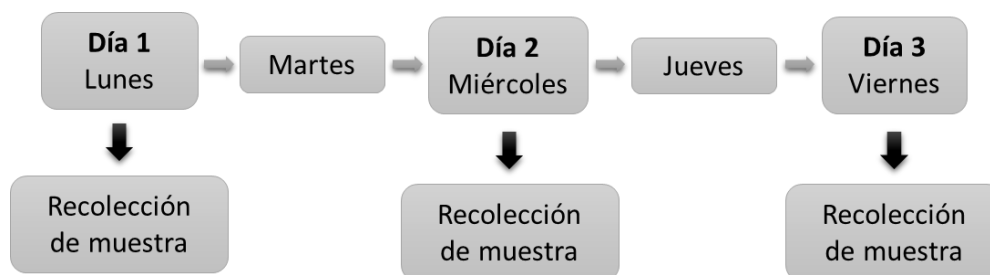 Día 1
Lunes
Martes
Día 2
Miércoles
Jueves
Día 3
Viernes
Recolección
de muestra
Recolección
de muestra
Recolección
de muestra